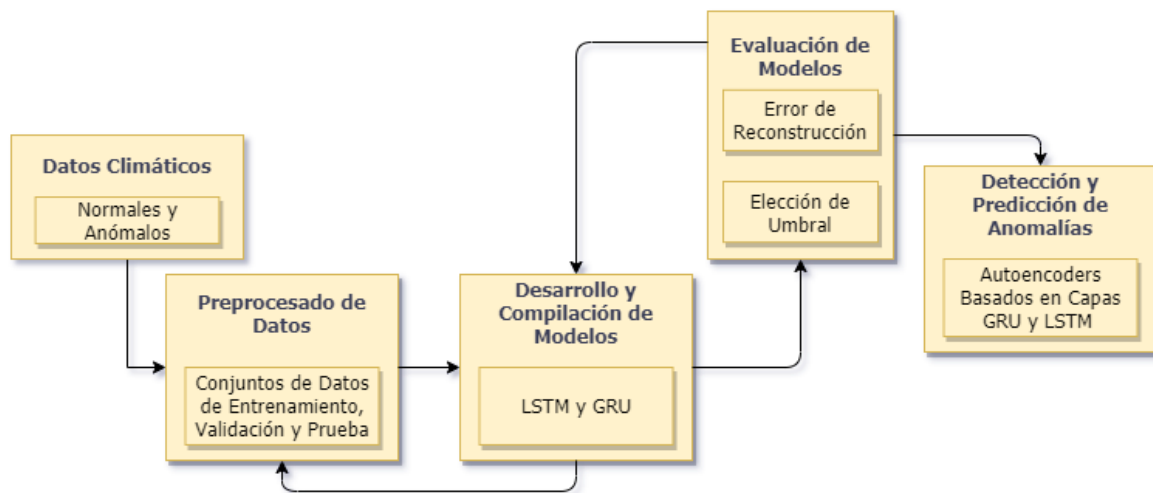 Datos Climáticos
Normales y
Anómalos
Preprocesado de
Datos
Conjuntos de Datos
de Entrenamiento,
Validación y Prueba
Desarrollo y
Compilación de
Modelos
LSTM y GRU
Evaluación de
Modelos
Error de
Reconstrucción
Elección de
Umbral
Detección y
Predicción de
Anomalías
Autoencoders
Basados en Capas
GRU y LSTM